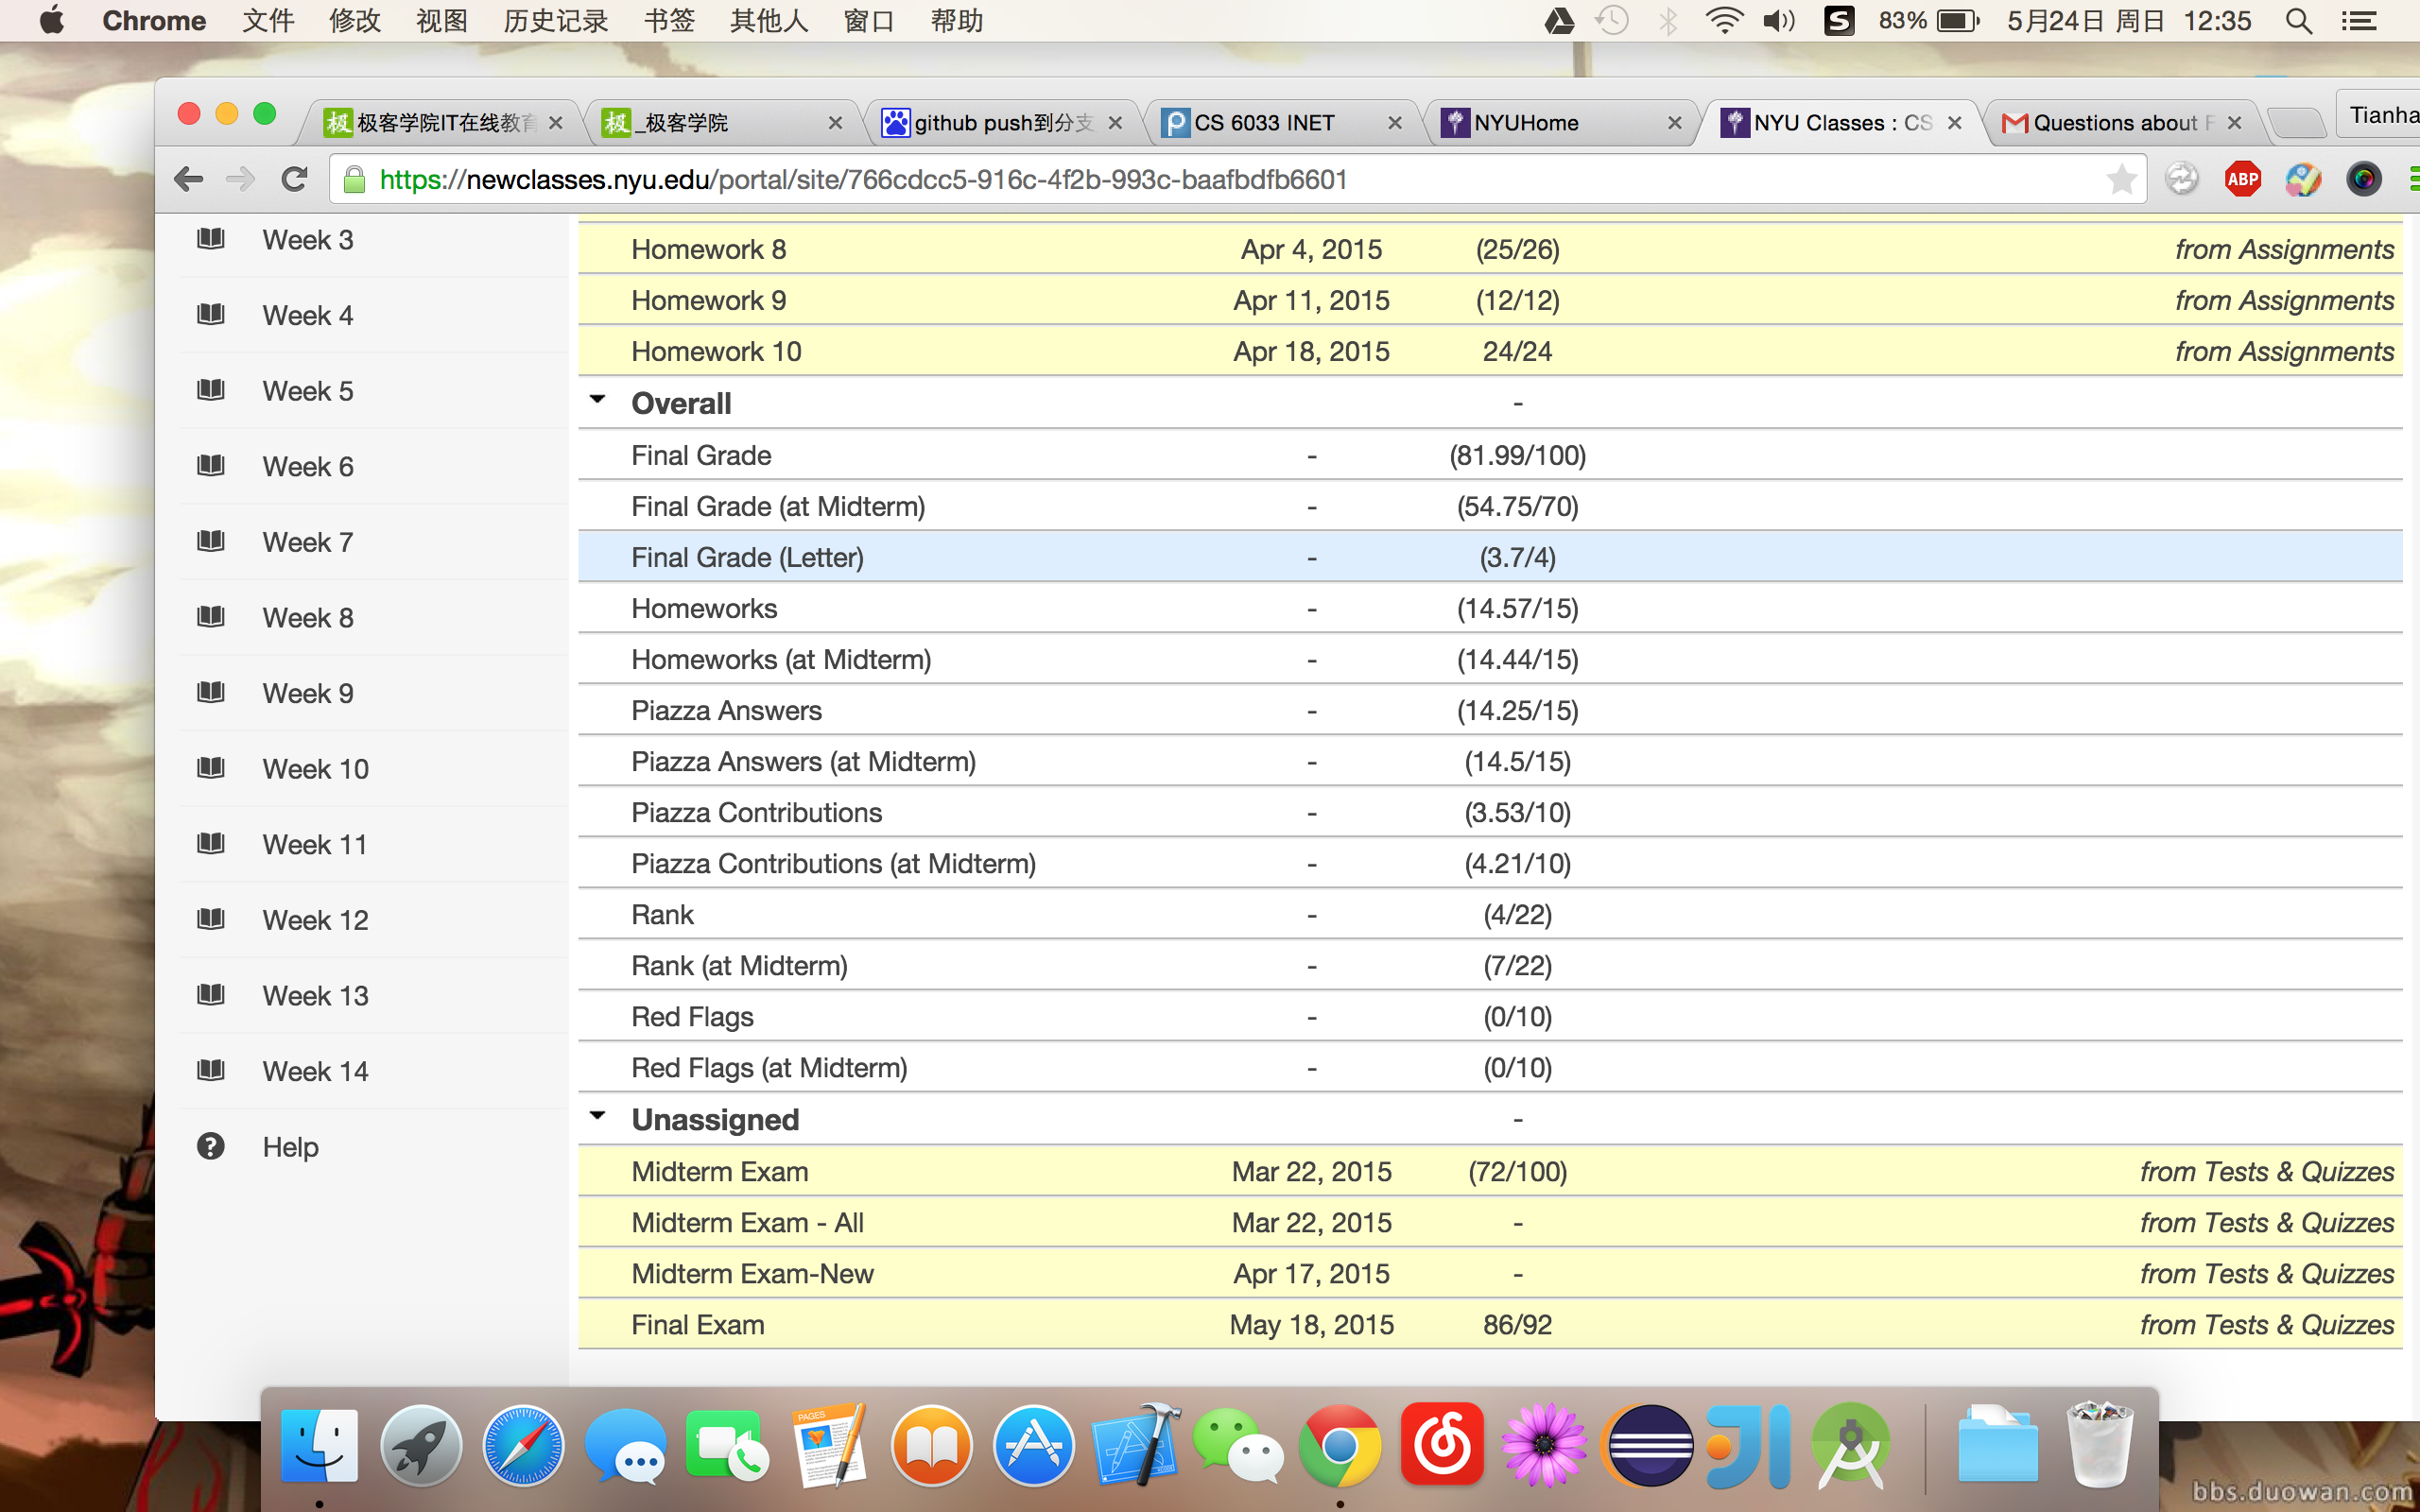 Chrome 文件 修改 视图 历史记录 书签 其他人 窗口 帮助 83% 5月24日 周日 12:35
极客学院IT在线教育 _极客学院 github push到分支 CS 6033 INET NYUHome NYU Classes : CS Questions about F Tianha
https://newclasses.nyu.edu/portal/site/766cdcc5-916c-4f2b-993c-baafbdfb6601 ABP
Week 3
Week 4
Week 5
Week 6
Week 7
Week 8
Week 9
Week 10
Week 11
Week 12
Week 13
Week 14
Help
Homework 8 Apr 4, 2015 (25/26) from Assignments
Homework 9 Apr 11, 2015 (12/12) from Assignments
Homework 10 Apr 18, 2015 24/24 from Assignments
Overall -
Final Grade - (81.99/100)
Final Grade (at Midterm) - (54.75/70)
Final Grade (Letter) - (3.7/4)
Homeworks - (14.57/15)
Homeworks (at Midterm) - (14.44/15)
Piazza Answers - (14.25/15)
Piazza Answers (at Midterm) - (14.5/15)
Piazza Contributions - (3.53/10)
Piazza Contributions (at Midterm) - (4.21/10)
Rank - (4/22)
Rank (at Midterm) - (7/22)
Red Flags - (0/10)
Red Flags (at Midterm) - (0/10)
Unassigned -
Midterm Exam Mar 22, 2015 (72/100) from Tests & Quizzes
Midterm Exam - All Mar 22, 2015 - from Tests & Quizzes
Midterm Exam-New Apr 17, 2015 - from Tests & Quizzes
Final Exam May 18, 2015 86/92 from Tests & Quizzes
PAGES
bbs.duowan.com